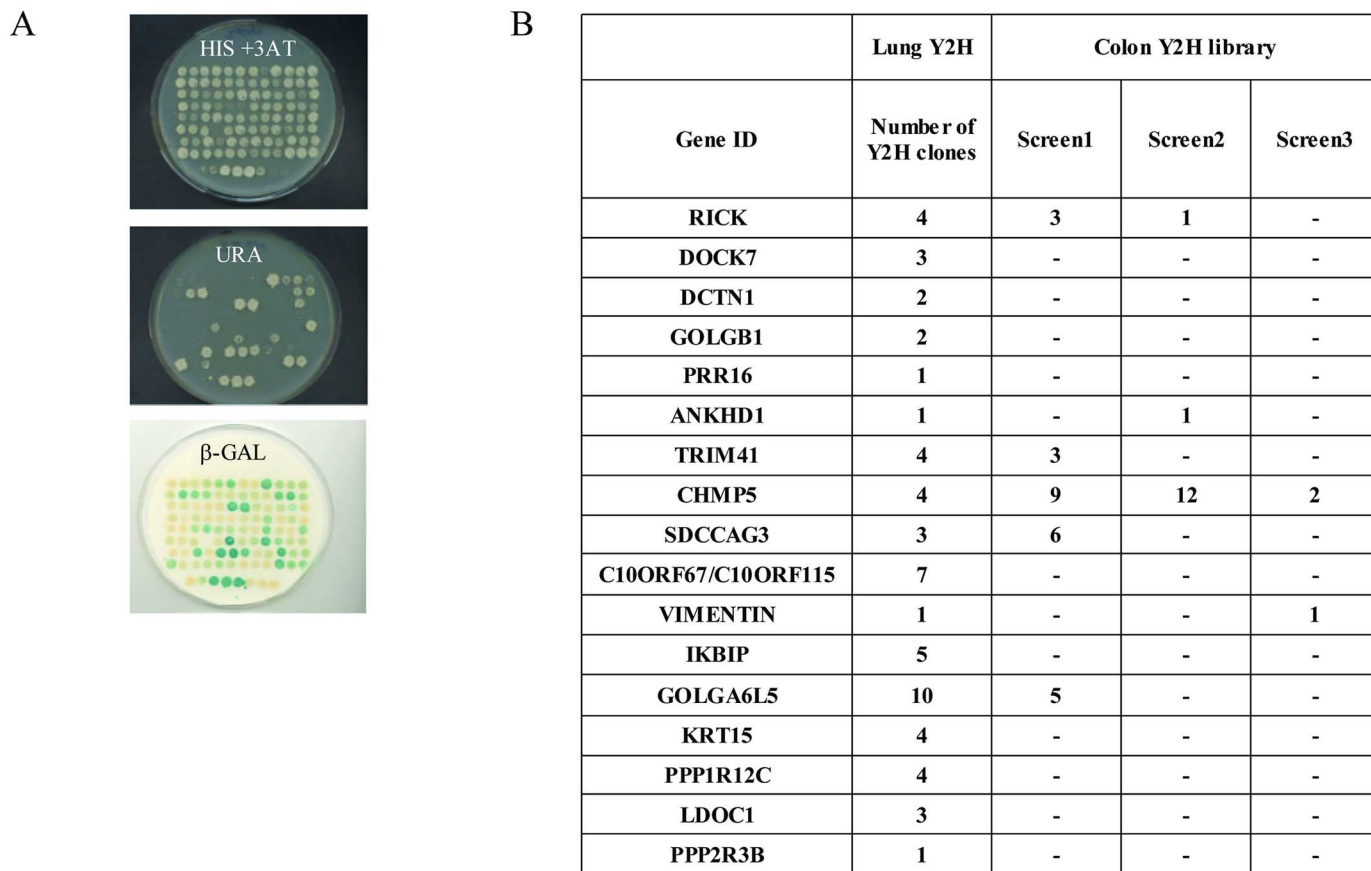 A
HIS +3AT
URA
β-GAL
B
Lung Y2H Colon Y2H library
Gene ID Number of Y2H clones Screen1 Screen2 Screen3
RICK 4 3 1 -
DOCK7 3 - - -
DCTN1 2 - - -
GOLGB1 2 - - -
PRR16 1 - - -
ANKHD1 1 - 1 -
TRIM41 4 3 - -
CHMP5 4 9 12 2
SDCCAG3 3 6 - -
C10ORF67/C10ORF115 7 - - -
VIMENTIN 1 - - 1
IKBIP 5 - - -
GOLGA6L5 10 5 - -
KRT15 4 - - -
PPP1R12C 4 - - -
LDOC1 3 - - -
PPP2R3B 1 - - -